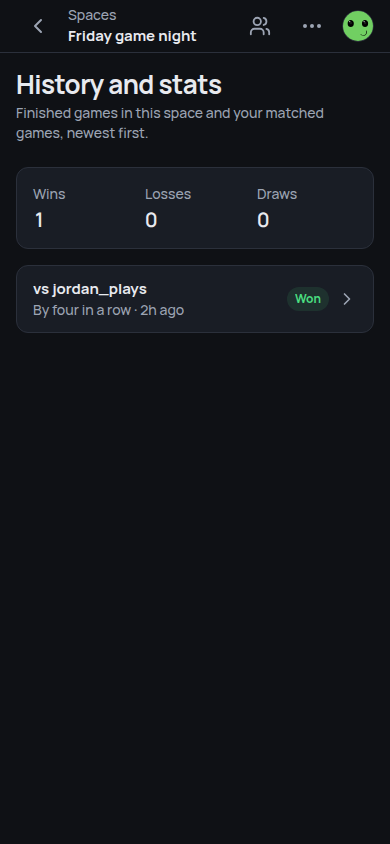 Spaces
Friday game night
History and stats
Finished games in this space and your matched
games, newest first.
Wins
Losses
Draws
1
0
0
vs jordan_plays
By four in a row · 2h ago
Won